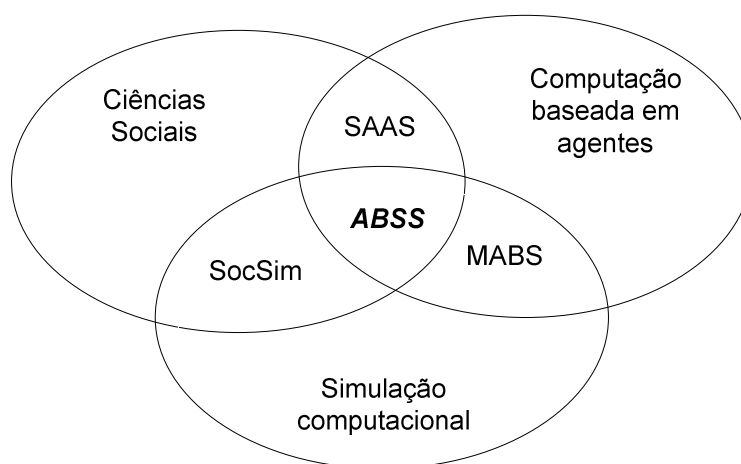 Ciências
Sociais
SAAS
Computação
baseada em
agentes
ABSS
SocSim
MABS
Simulação
computacional